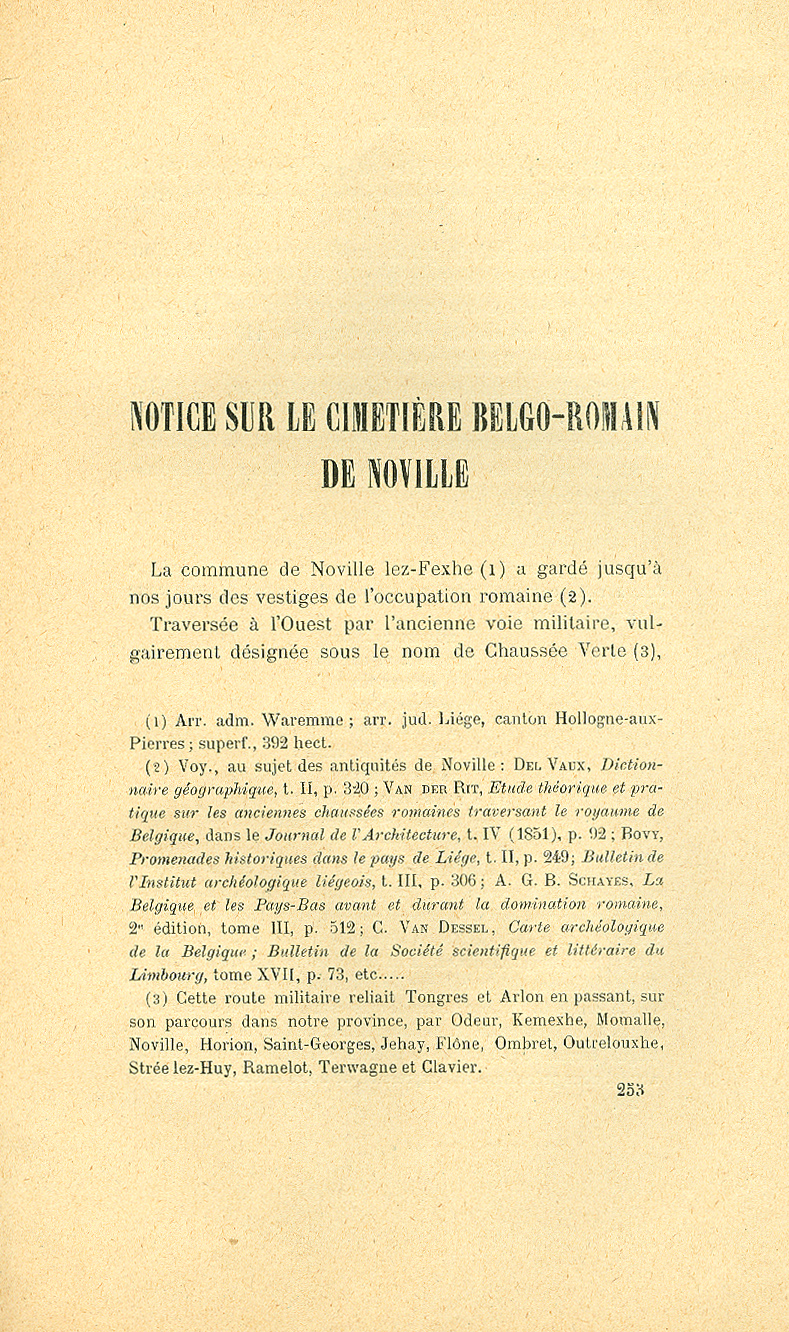 NOTICE SUR LE CIMETIÈRE BELGO-ROMAIN
DE NOVILLE
La commune de Noville lez-Fexhe (1) a gardé jusqu'à
nos jours des vestiges de l'occupation romaine (2).
Traversée à l'Ouest par l'ancienne voie militaire, vul-
gairement désignée sous le nom de Chaussée Verte (3),
(1) Arr. adm. Waremme ; arr. jud. Liége, canton Hollogne-aux-
Pierres ; superf., 392 hect.
(2) Voy., au sujet des antiquités de Noville : DEL VAUX, Diction-
naire géographique, t. II, p. 320 ; VAN DER RIT, Etude théorique et pra-
tique sur les anciennes chaussées romaines traversant le royaume de
Belgique, dans le Journal de l'Architecture, t. IV (1851), p. 92 ; BOVY,
Promenades historiques dans le pays de Liége, t. II, p. 249; Bulletin de
l'Institut archéologique liégeois, t. III, p. 306 ; A. G. B. SCHAYES, La
Belgique et les Pays-Bas avant et durant la domination romaine,
2e édition, tome III, p. 512 ; C. VAN DESSEL, Carte archéologique
de la Belgique ; Bulletin de la Société scientifique et littéraire du
Limbourg, tome XVII, p. 73, etc.....
(3) Cette route militaire reliait Tongres et Arlon en passant, sur
son parcours dans notre province, par Odeur, Kemexhe, Momalle,
Noville, Horion, Saint-Georges, Jehay, Flône, Ombret, Outrelouxhe,
Strée lez-Huy, Ramelot, Terwagne et Clavier.
253